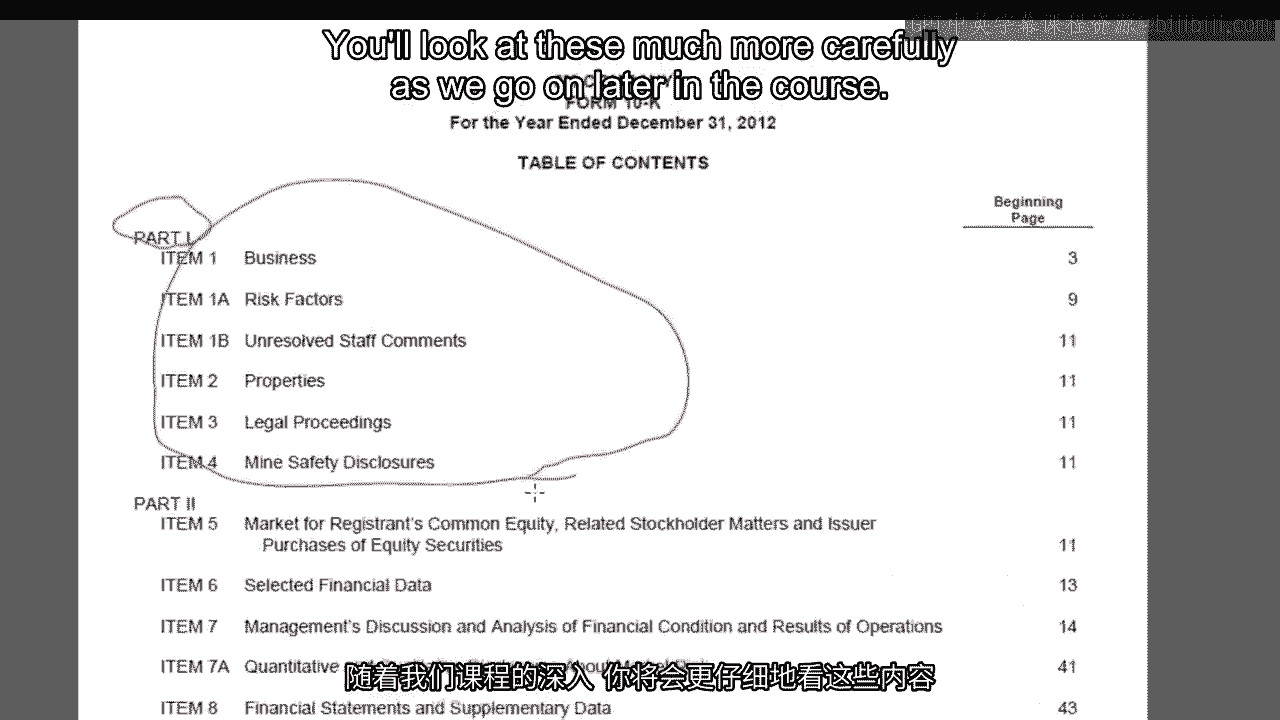 You'll look at these much more carefully
as we go on later in the course.
FORM 10-K
For the Year Ended December 31, 2012
TABLE OF CONTENTS
Beginning
Page
PART I
ITEM 1 Business 3
ITEM 1A Risk Factors 9
ITEM 1B Unresolved Staff Comments 11
ITEM 2 Properties 11
ITEM 3 Legal Proceedings 11
ITEM 4 Mine Safety Disclosures 11
PART II
ITEM 5 Market for Registrant's Common Equity, Related Stockholder Matters and Issuer
Purchases of Equity Securities 11
ITEM 6 Selected Financial Data 13
ITEM 7 Management's Discussion and Analysis of Financial Condition and Results of Operations 14
ITEM 7A Quantitative 41
随着我们课程的深入 你将会更仔细地看这些内容
ITEM 8 Financial Statements and Supplementary Data 43